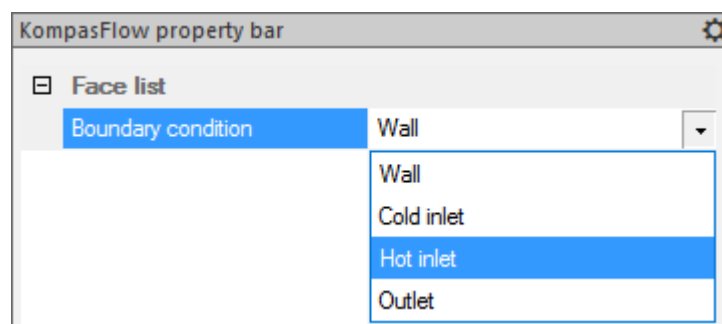 KompasFlow property bar
Face list
Boundary condition Wall
Wall
Cold inlet
Hot inlet
Outlet